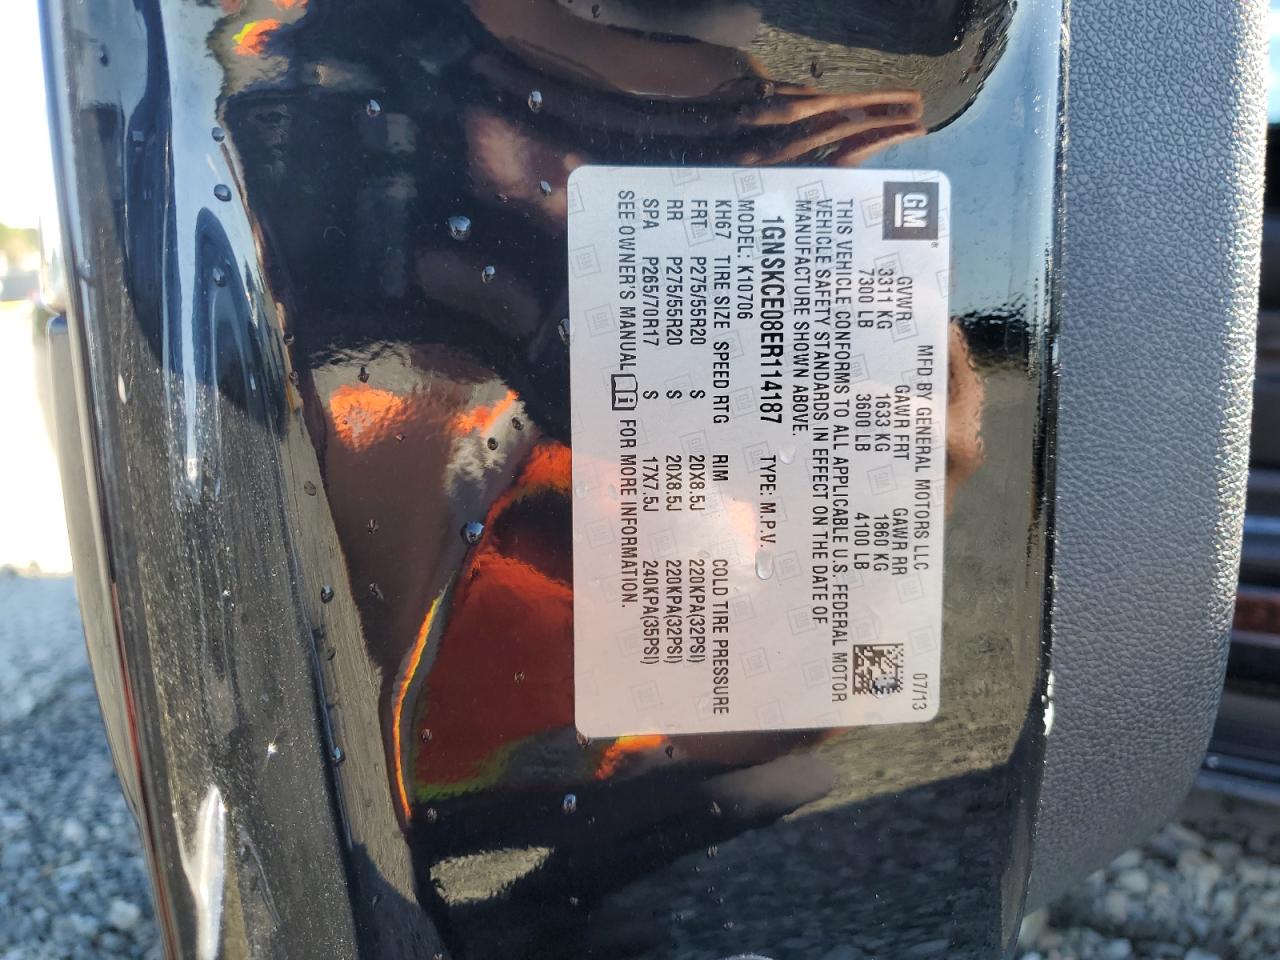 GM
MFD BY GENERAL MOTORS LLC 07/13
GVWR GAWR FRT GAWR RR
3311 KG 1633 KG 1860 KG
7300 LB 3600 LB 4100 LB
THIS VEHICLE CONFORMS TO ALL APPLICABLE U.S. FEDERAL MOTOR
VEHICLE SAFETY STANDARDS IN EFFECT ON THE DATE OF
MANUFACTURE SHOWN ABOVE.
1GNSKCE08ER114187 TYPE: M.P.V.
MODEL: K10706
KH67 TIRE SIZE SPEED RTG RIM COLD TIRE PRESSURE
FRT P275/55R20 S 20X8.5J 220KPA(32PSI)
RR P275/55R20 S 20X8.5J 220KPA(32PSI)
SPA P265/70R17 S 17X7.5J 240KPA(35PSI)
SEE OWNER'S MANUAL FOR MORE INFORMATION.